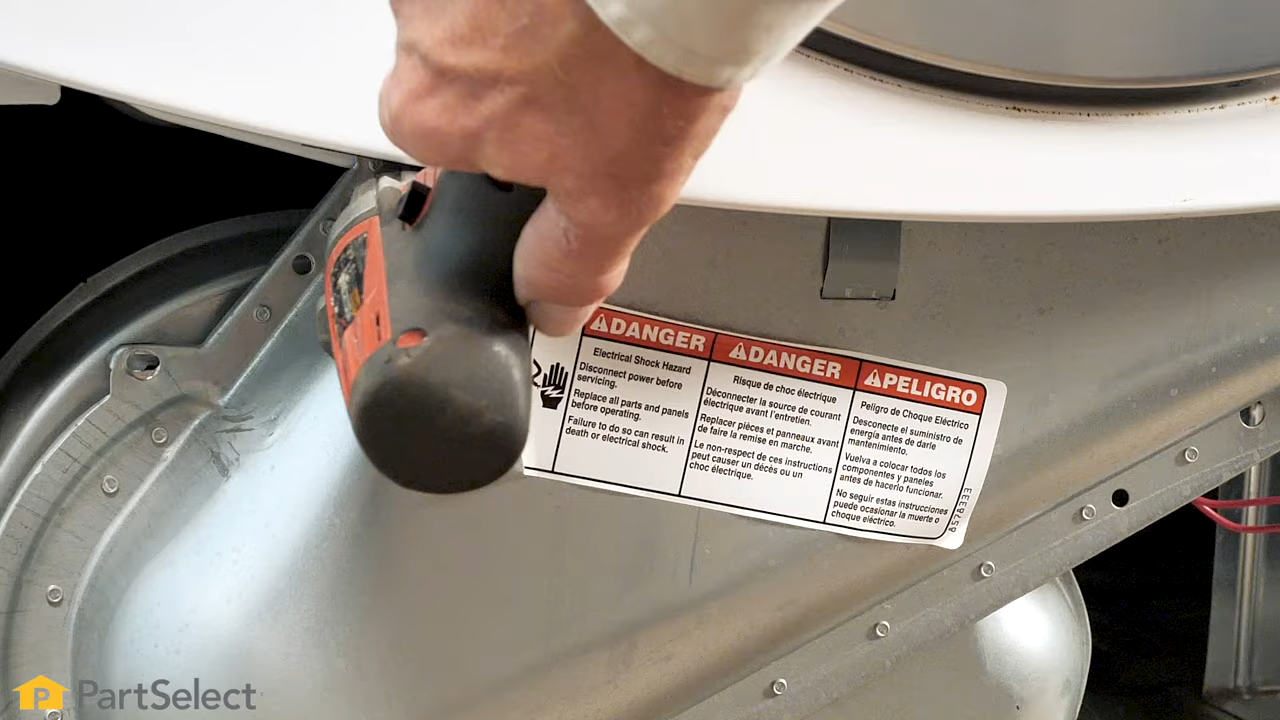 DANGER
Electrical Shock Hazard
Disconnect power before
servicing.
Replace all parts and panels
before operating.
Failure to do so can result in
death or electrical shock.
DANGER
Risque de choc électrique
Déconnecter la source de courant
électrique avant l'entretien.
Replacer pièces et panneaux avant
de faire la remise en marche.
Le non-respect de ces instructions
peut causer un décès ou un
choc électrique.
PELIGRO
Peligro de Choque Eléctrico
Desconecte el suministro de
energía antes de darle
mantenimiento.
Vuelva a colocar todos los
componentes y paneles
antes de hacerlo funcionar.
No seguir estas instrucciones
puede ocasionar la muerte o
choque eléctrico.
8578333
PartSelect